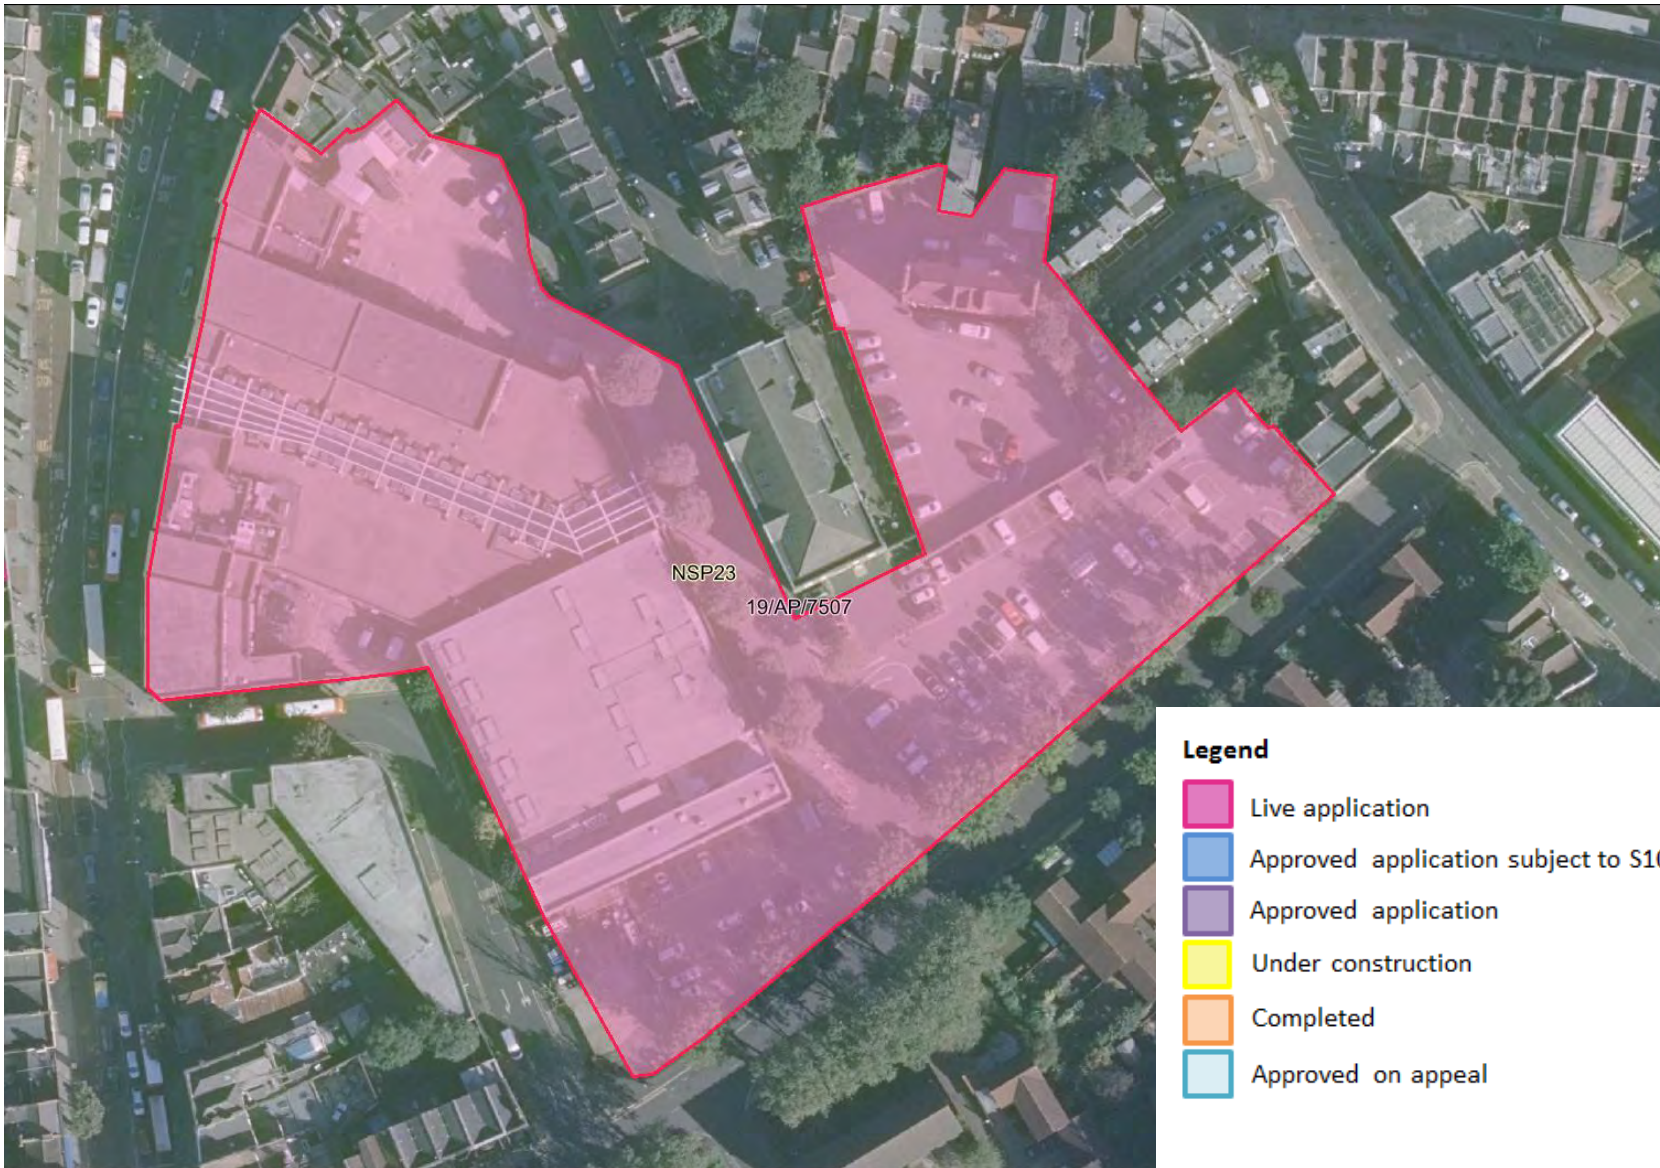 NSP23
19/AP/7507
Legend
Live application
Approved application subject to S10
Approved application
Under construction
Completed
Approved on appeal